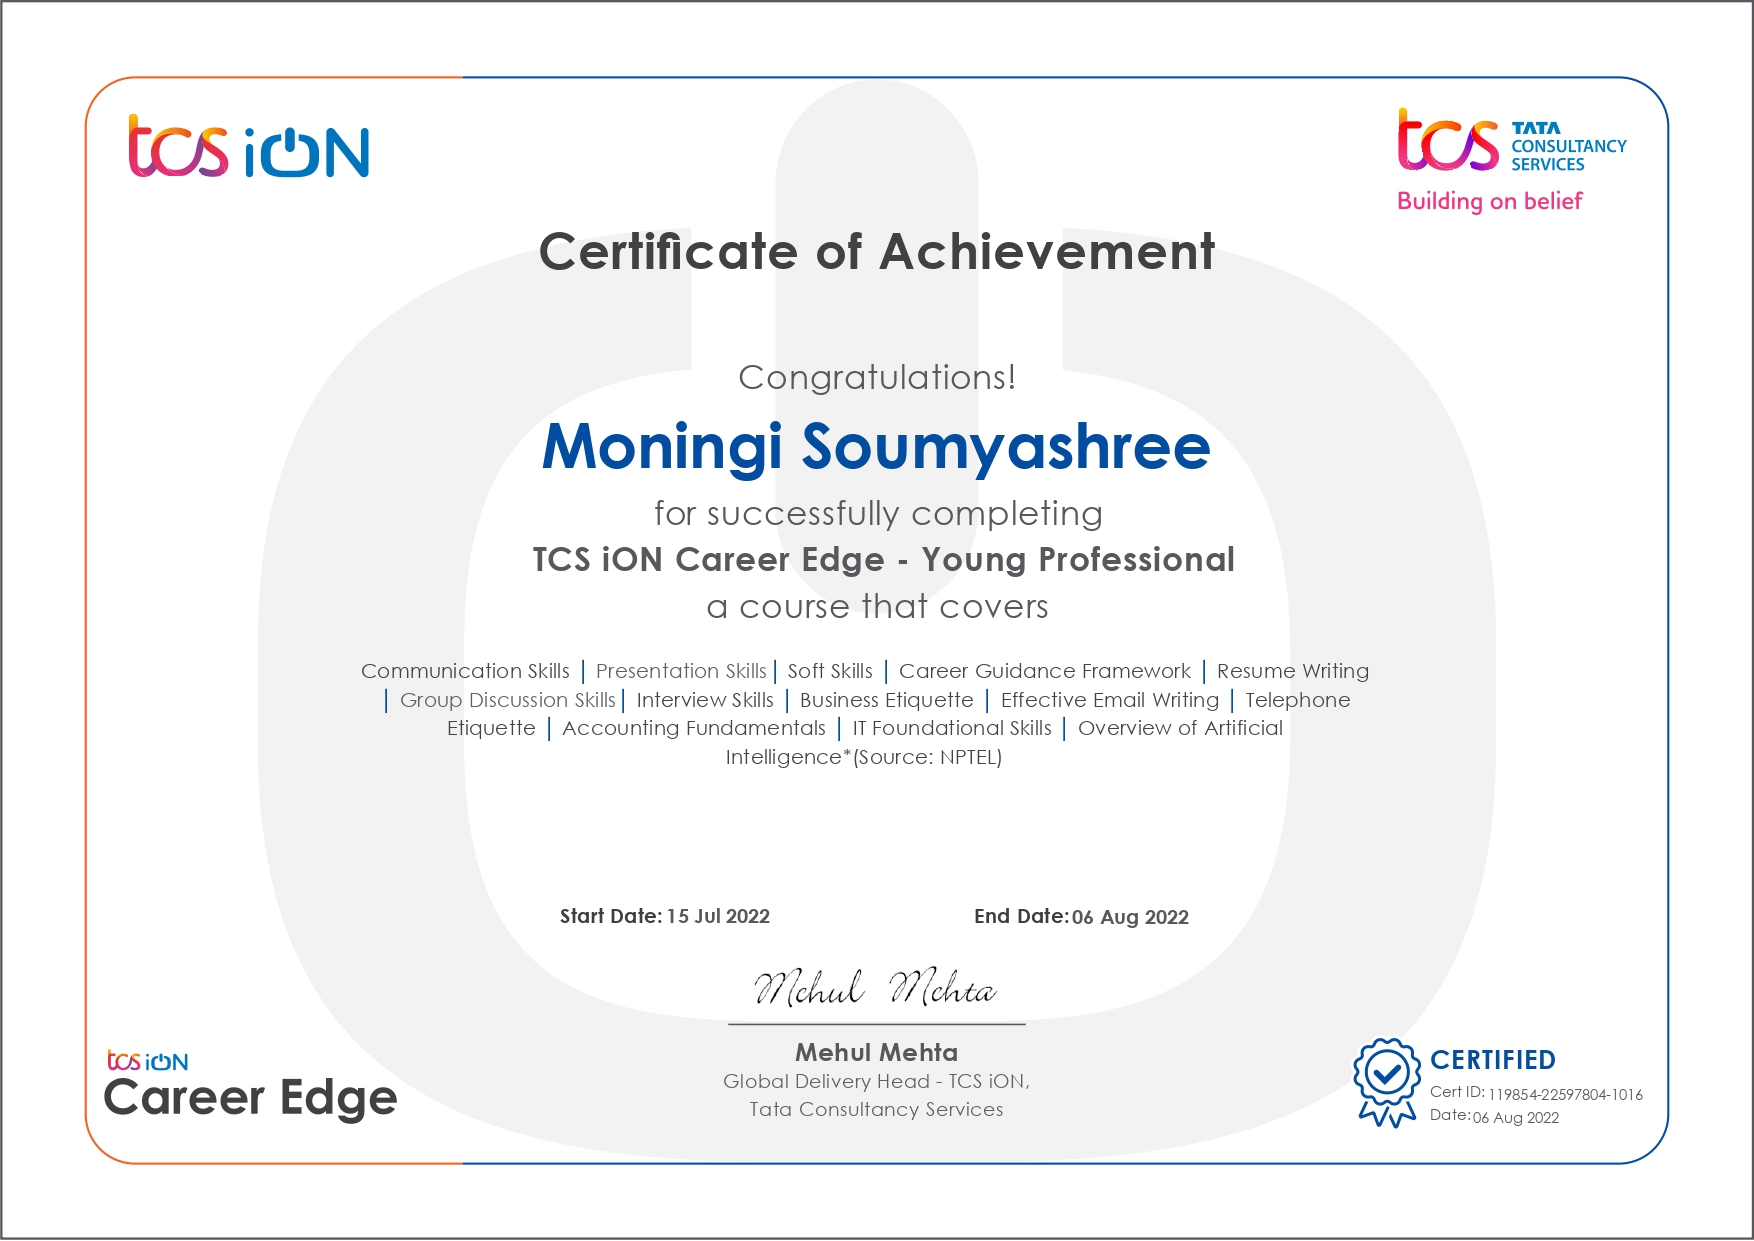 tcs iON
tcs TATA
CONSULTANCY
SERVICES
Building on belief
Certificate of Achievement
Congratulations!
Moningi Soumyashree
for successfully completing
TCS iON Career Edge - Young Professional
a course that covers
Communication Skills | Presentation Skills | Soft Skills | Career Guidance Framework | Resume Writing
| Group Discussion Skills | Interview Skills | Business Etiquette | Effective Email Writing | Telephone
Etiquette | Accounting Fundamentals | IT Foundational Skills | Overview of Artificial
Intelligence*(Source: NPTEL)
Start Date: 15 Jul 2022 End Date: 06 Aug 2022
Mehul Mehta
Mehul Mehta
Global Delivery Head - TCS iON,
Tata Consultancy Services
tcs iON
Career Edge
CERTIFIED
Cert ID: 119854-22597804-1016
Date: 06 Aug 2022